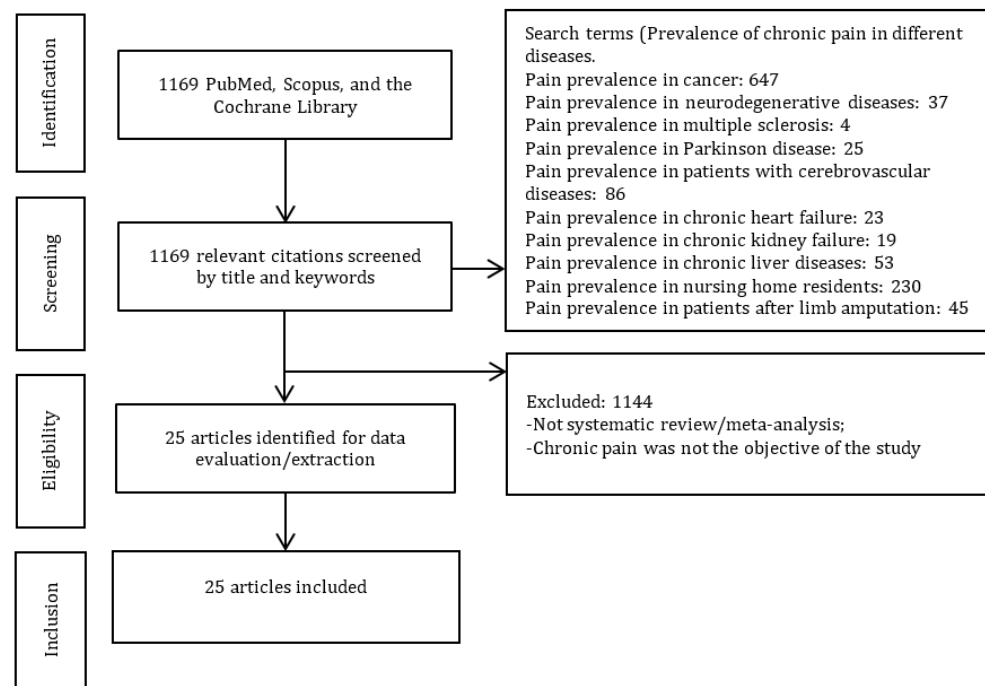 Identification
1169 PubMed, Scopus, and the
Cochrane Library
Search terms (Prevalence of chronic pain in different
diseases.
Pain prevalence in cancer: 647
Pain prevalence in neurodegenerative diseases: 37
Pain prevalence in multiple sclerosis: 4
Pain prevalence in Parkinson disease: 25
Pain prevalence in patients with cerebrovascular
diseases: 86
Pain prevalence in chronic heart failure: 23
Pain prevalence in chronic kidney failure: 19
Pain prevalence in chronic liver diseases: 53
Pain prevalence in nursing home residents: 230
Pain prevalence in patients after limb amputation: 45
Screening
1169 relevant citations screened
by title and keywords
Excluded: 1144
-Not systematic review/meta-analysis;
-Chronic pain was not the objective of the study
Eligibility
25 articles identified for data
evaluation/extraction
Inclusion
25 articles included